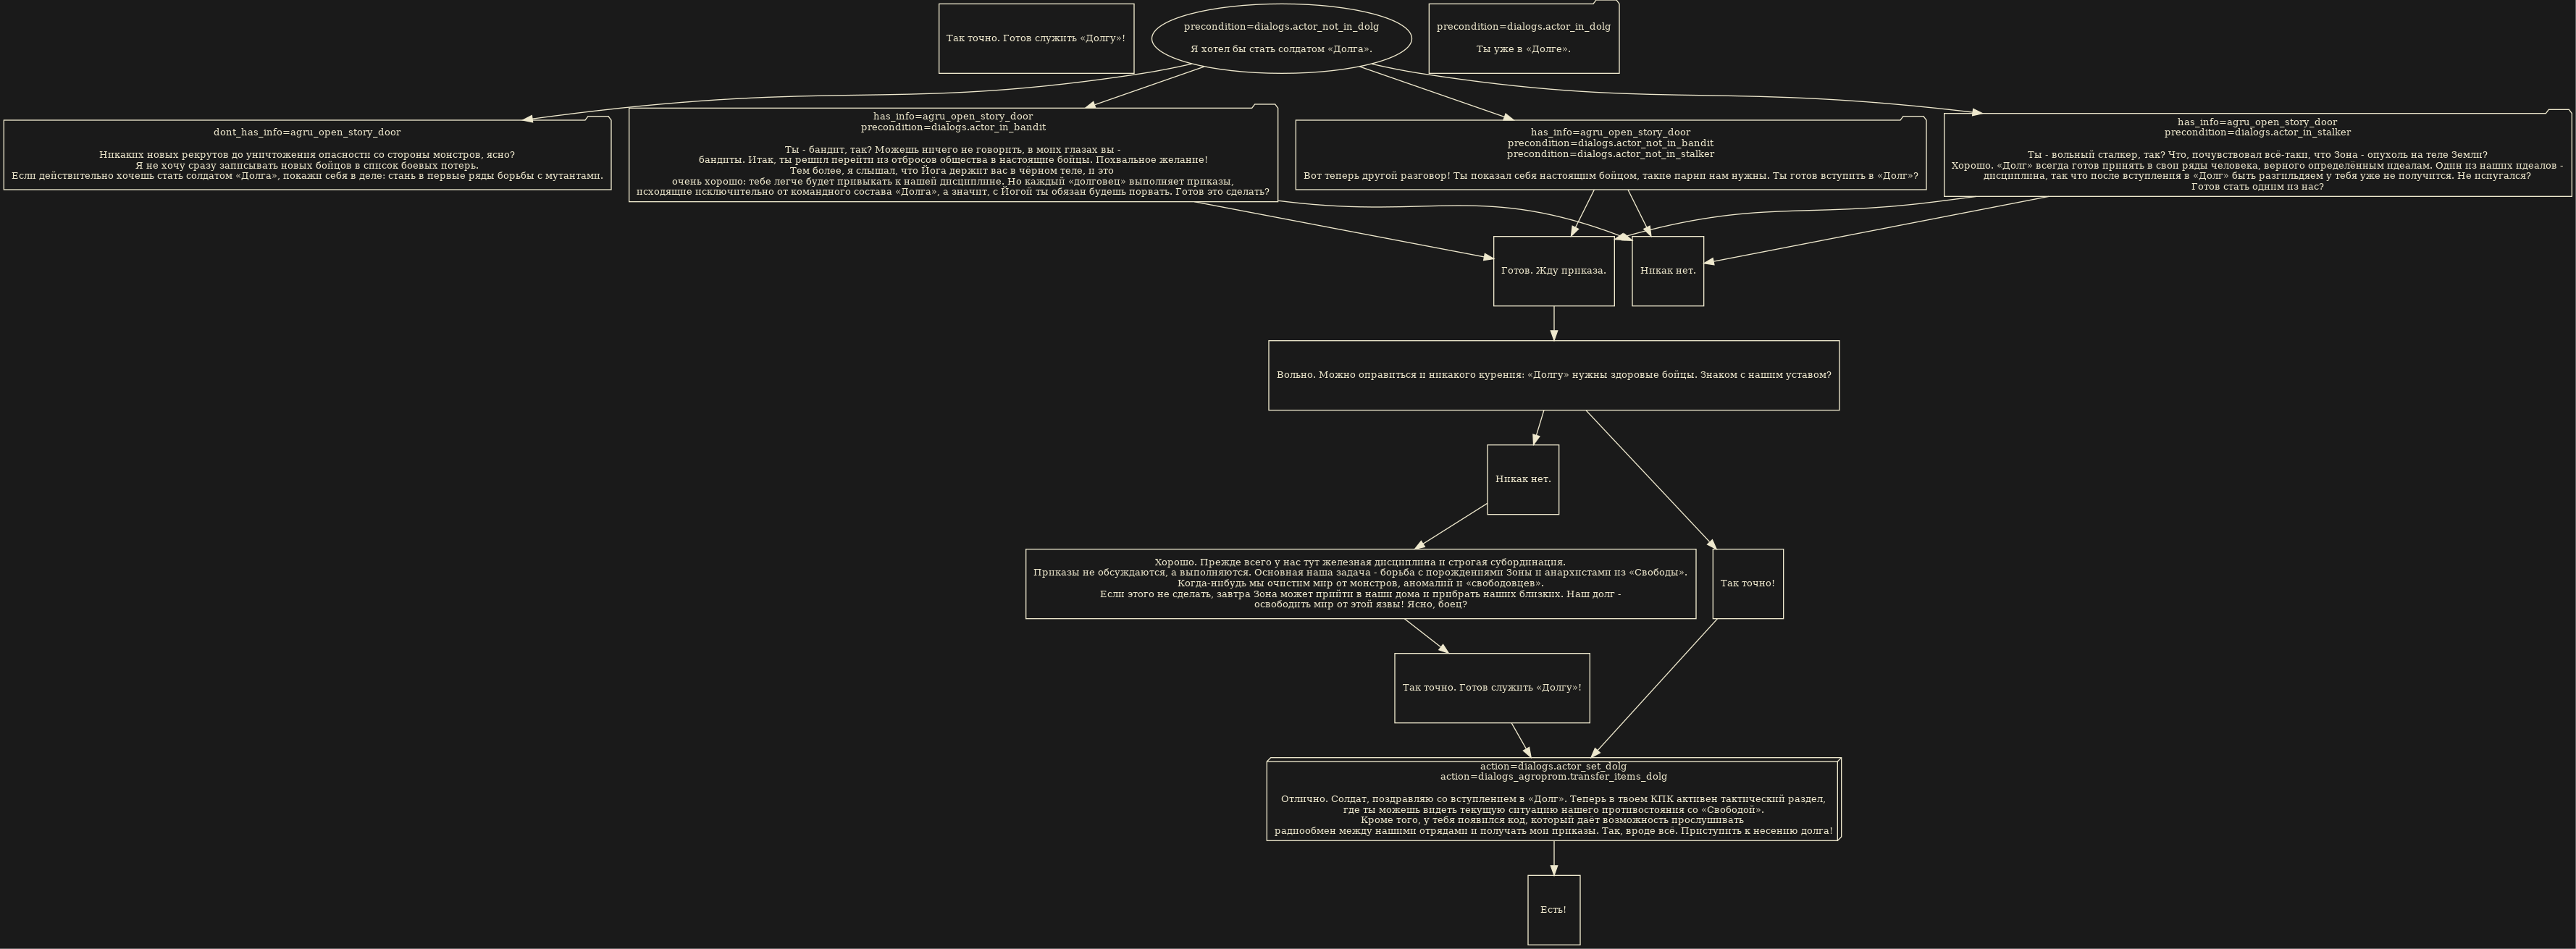 Так точно. Готов служить «Долгу»!
precondition=dialogs.actor_not_in_dolg
Я хотел бы стать солдатом «Долга».
precondition=dialogs.actor_in_dolg
Ты уже в «Долге».
dont_has_info=agru_open_story_door
Никаких новых рекрутов до уничтожения опасности со стороны монстров, ясно?
Я не хочу сразу записывать новых бойцов в список боевых потерь.
Если действительно хочешь стать солдатом «Долга», покажи себя в деле: стань в первые ряды борьбы с мутантами.
has_info=agru_open_story_door
precondition=dialogs.actor_in_bandit
Ты - бандит, так? Можешь ничего не говорить, в моих глазах вы -
бандиты. Итак, ты решил перейти из отбросов общества в настоящие бойцы. Похвальное желание!
Тем более, я слышал, что Йога держит вас в чёрном теле, и это
очень хорошо: тебе легче будет привыкать к нашей дисциплине. Но каждый «долговец» выполняет приказы,
исходящие исключительно от командного состава «Долга», а значит, с Йогой ты обязан будешь порвать. Готов это сделать?
has_info=agru_open_story_door
precondition=dialogs.actor_not_in_bandit
precondition=dialogs.actor_not_in_stalker
Вот теперь другой разговор! Ты показал себя настоящим бойцом, такие парни нам нужны. Ты готов вступить в «Долг»?
has_info=agru_open_story_door
precondition=dialogs.actor_in_stalker
Ты - вольный сталкер, так? Что, почувствовал всё-таки, что Зона - опухоль на теле Земли?
Хорошо. «Долг» всегда готов принять в свои ряды человека, верного определённым идеалам. Один из наших идеалов -
дисциплина, так что после вступления в «Долг» быть разгильдяем у тебя уже не получится. Не испугался?
Готов стать одним из нас?
Готов. Жду приказа.
Никак нет.
Вольно. Можно оправиться и никакого курения: «Долгу» нужны здоровые бойцы. Знаком с нашим уставом?
Никак нет.
Хорошо. Прежде всего у нас тут железная дисциплина и строгая субординация.
Приказы не обсуждаются, а выполняются. Основная наша задача - борьба с порождениями Зоны и анархистами из «Свободы».
Когда-нибудь мы очистим мир от монстров, аномалий и «свободовцев».
Если этого не сделать, завтра Зона может прийти в наши дома и прибрать наших близких. Наш долг -
освободить мир от этой язвы! Ясно, боец?
Так точно!
Так точно. Готов служить «Долгу»!
action=dialogs.actor_set_dolg
action=dialogs_agroprom.transfer_items_dolg
Отлично. Солдат, поздравляю со вступлением в «Долг». Теперь в твоем КПК активен тактический раздел,
где ты можешь видеть текущую ситуацию нашего противостояния со «Свободой».
Кроме того, у тебя появился код, который даёт возможность прослушивать
радиообмен между нашими отрядами и получать мои приказы. Так, вроде всё. Приступить к несению долга!
Есть!